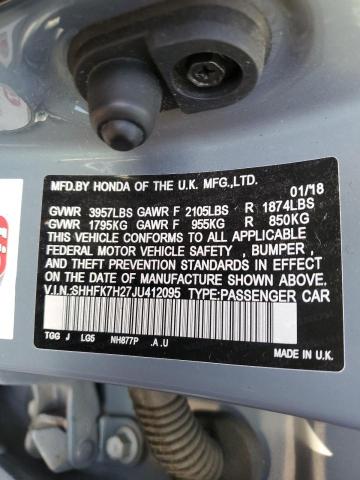 MFD.BY HONDA OF THE U.K. MFG.,LTD.
01/18
GVWR 3957LBS GAWR F 2105LBS R 1874LBS
GVWR 1795KG GAWR F 955KG R 850KG
THIS VEHICLE CONFORMS TO ALL APPLICABLE
FEDERAL MOTOR VEHICLE SAFETY , BUMPER ,
AND THEFT PREVENTION STANDARDS IN EFFECT
ON THE DATE OF MANUFACTURE SHOWN ABOVE.
V.I.N.:SHHFK7H27JU412095 TYPE:PASSENGER CAR
TGG J LG5 NH877P .A .U
MADE IN U.K.